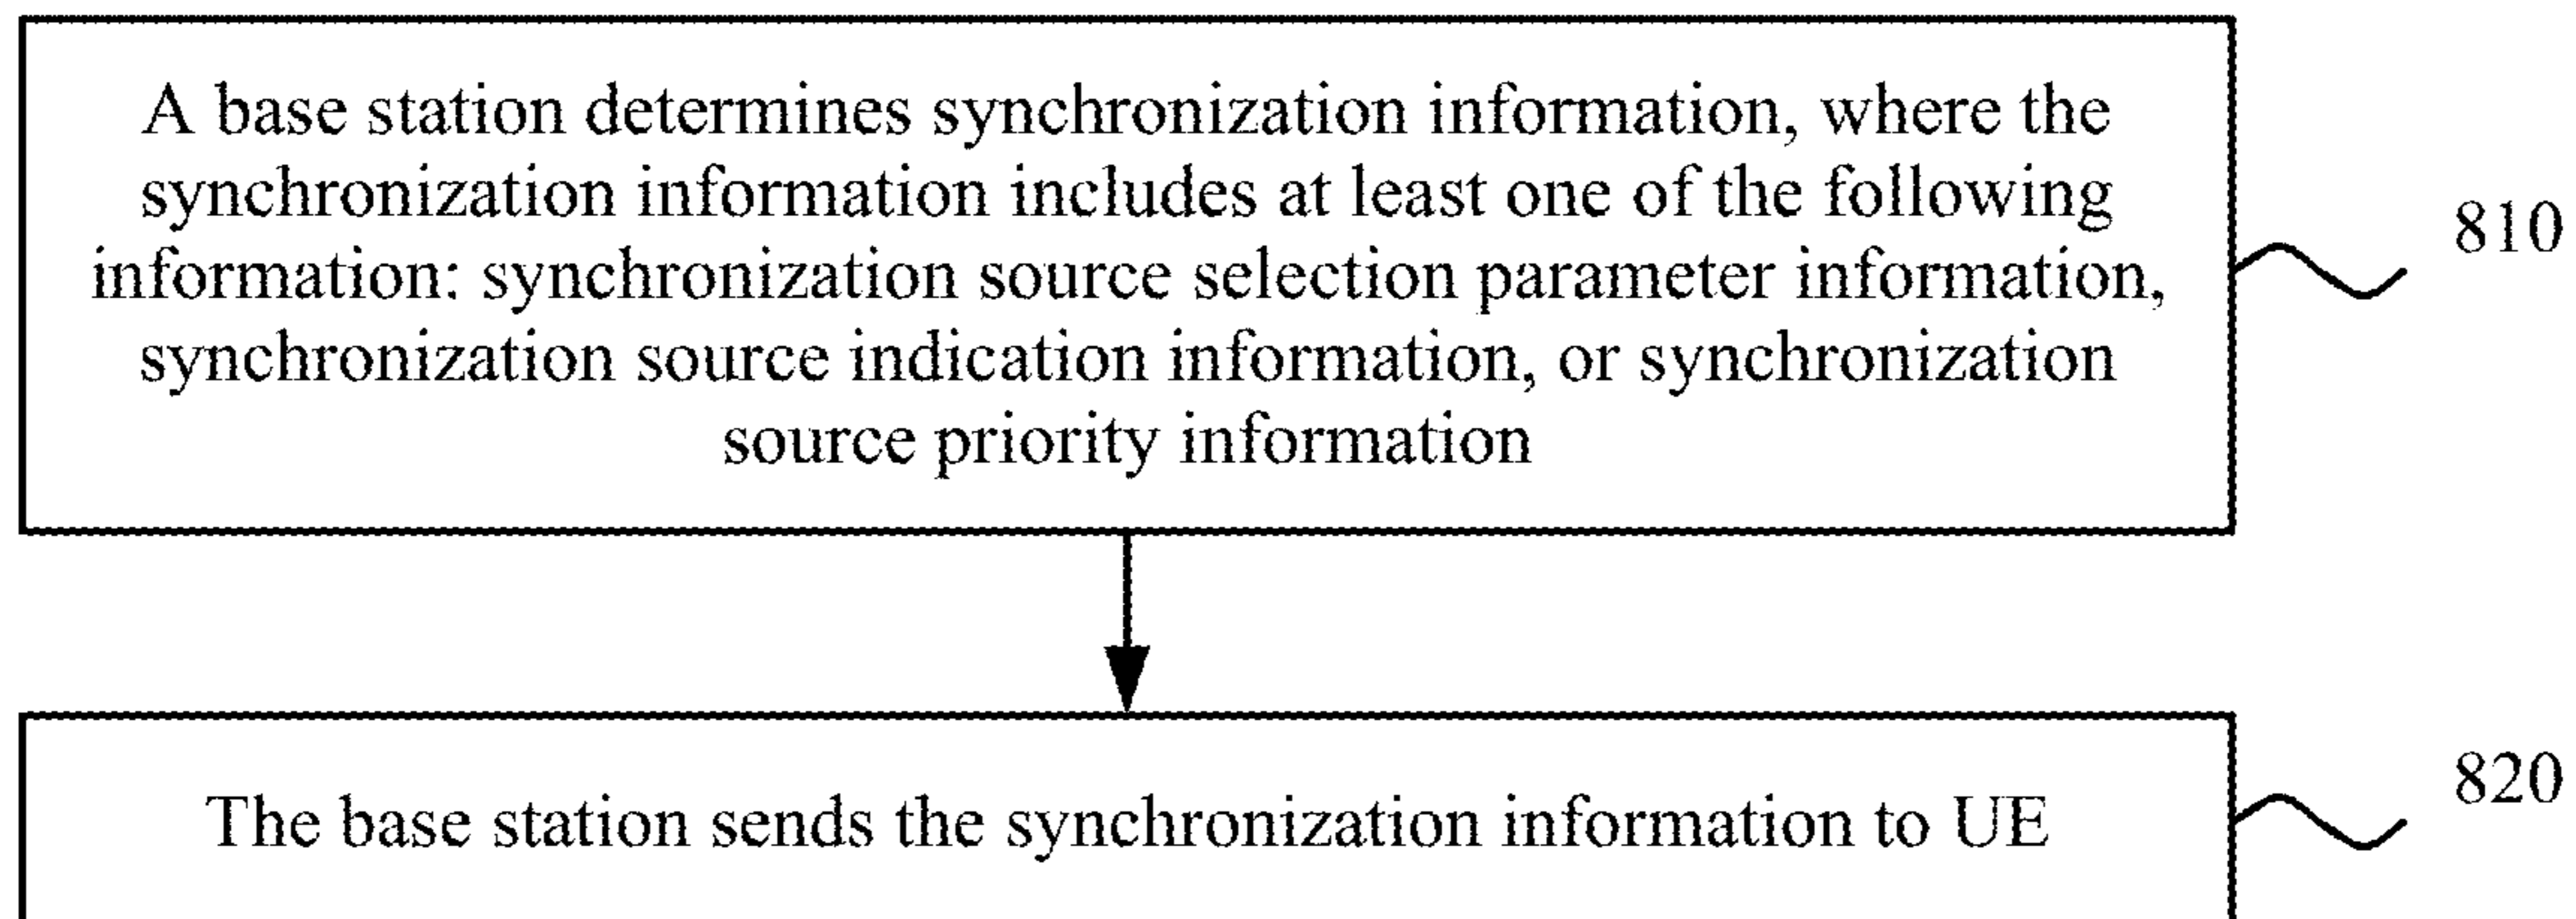 A base station determines synchronization information, where the
synchronization information includes at least one of the following
information: synchronization source selection parameter information,
synchronization source indication information, or synchronization
source priority information
810
The base station sends the synchronization information to UE
820